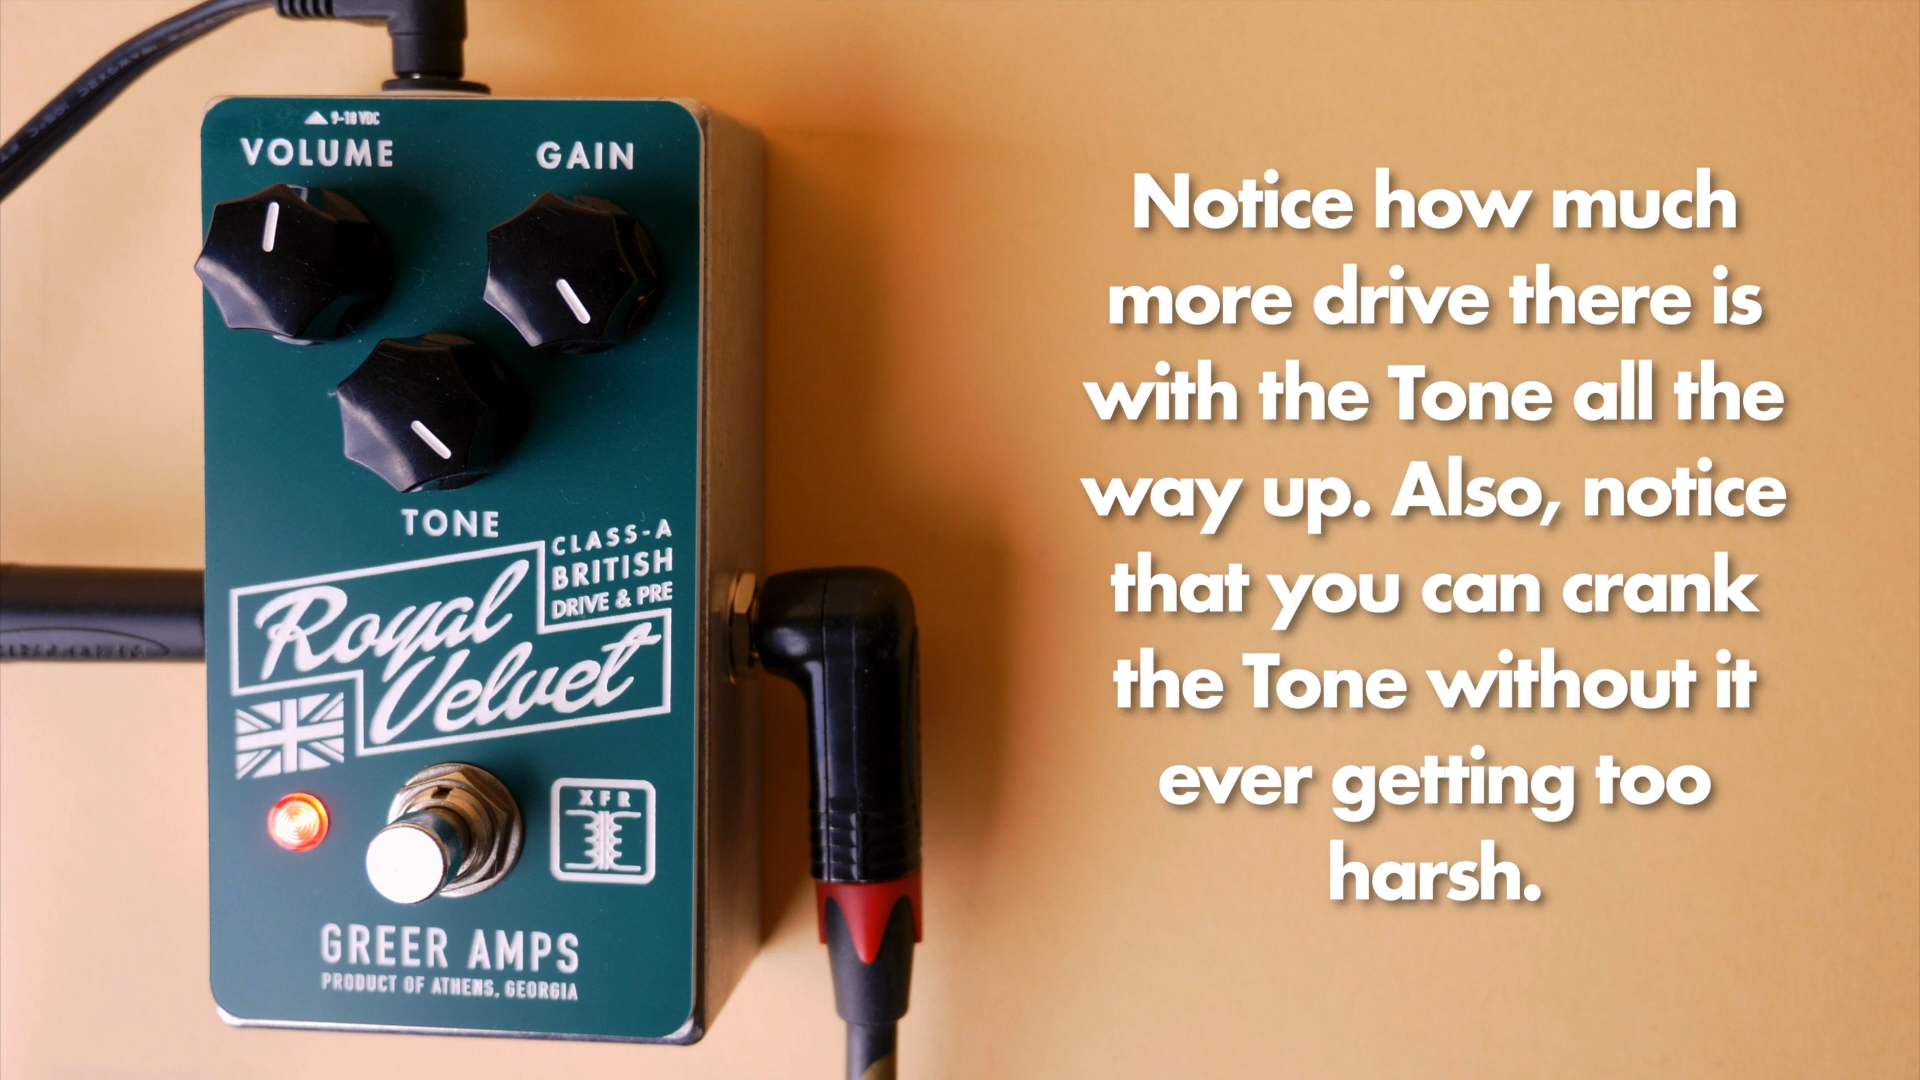 9-18 VDC
VOLUME
GAIN
TONE
CLASS-A
BRITISH
DRIVE & PRE
Royal
Velvet
XFR
GREER AMPS
PRODUCT OF ATHENS, GEORGIA
Notice how much
more drive there is
with the Tone all the
way up. Also, notice
that you can crank
the Tone without it
ever getting too
harsh.